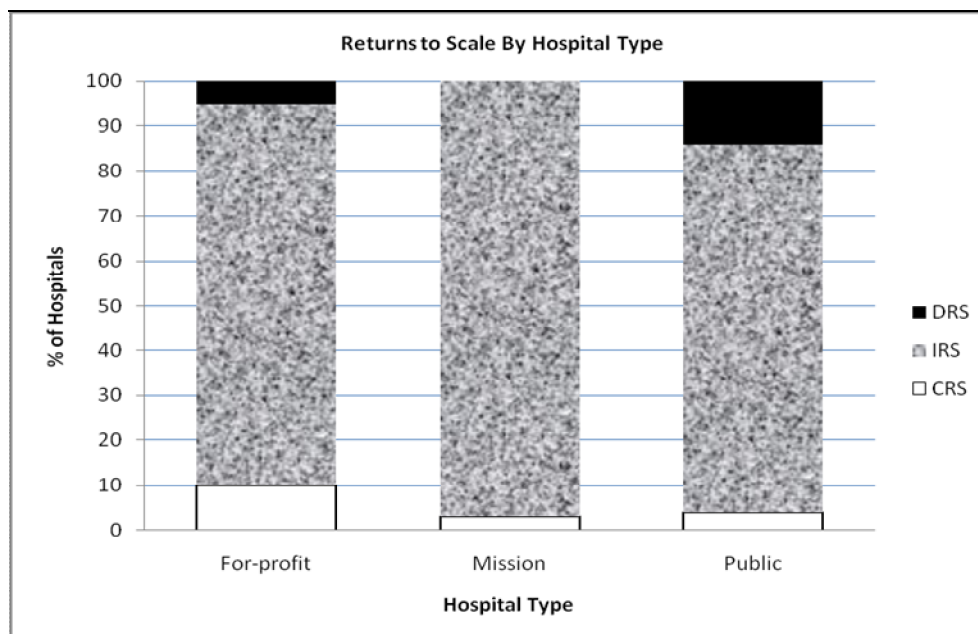 Returns to Scale By Hospital Type
100
90
80
70
60
50
40
30
20
10
0
% of Hospitals
For-profit
Mission
Public
Hospital Type
DRS
IRS
CRS